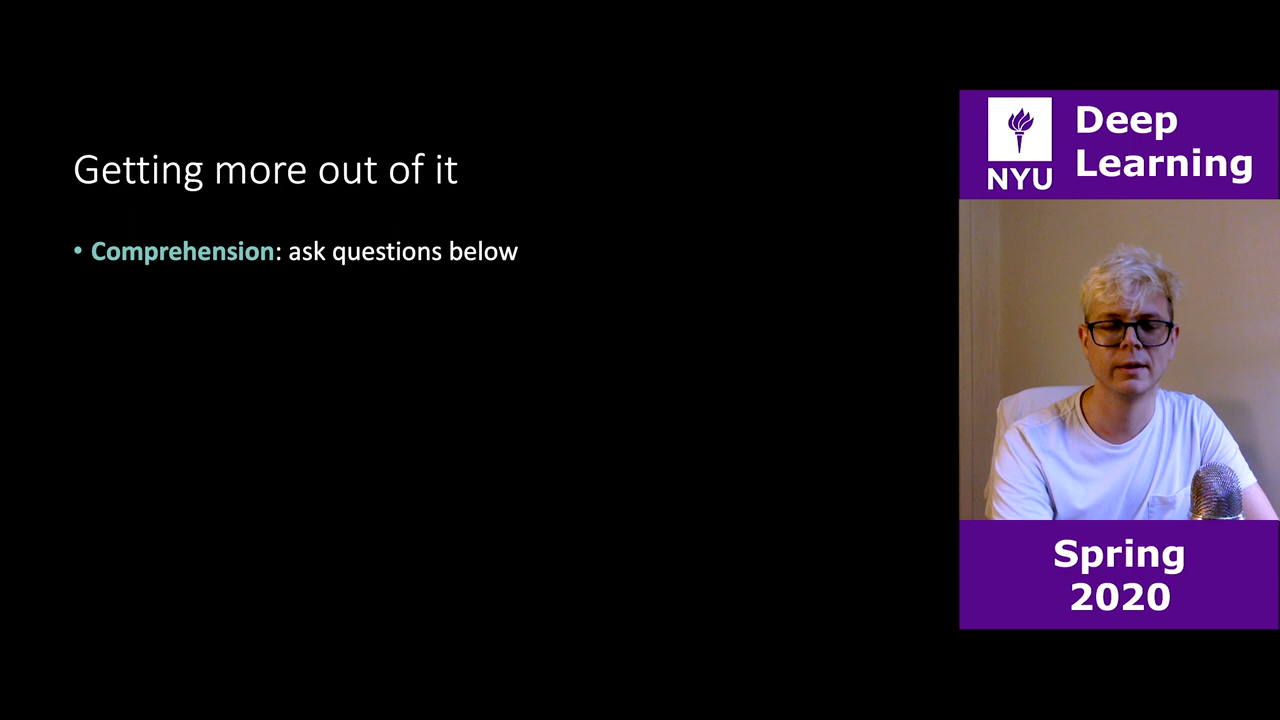 Getting more out of it
• Comprehension: ask questions below
NYU
Deep
Learning
Spring
2020